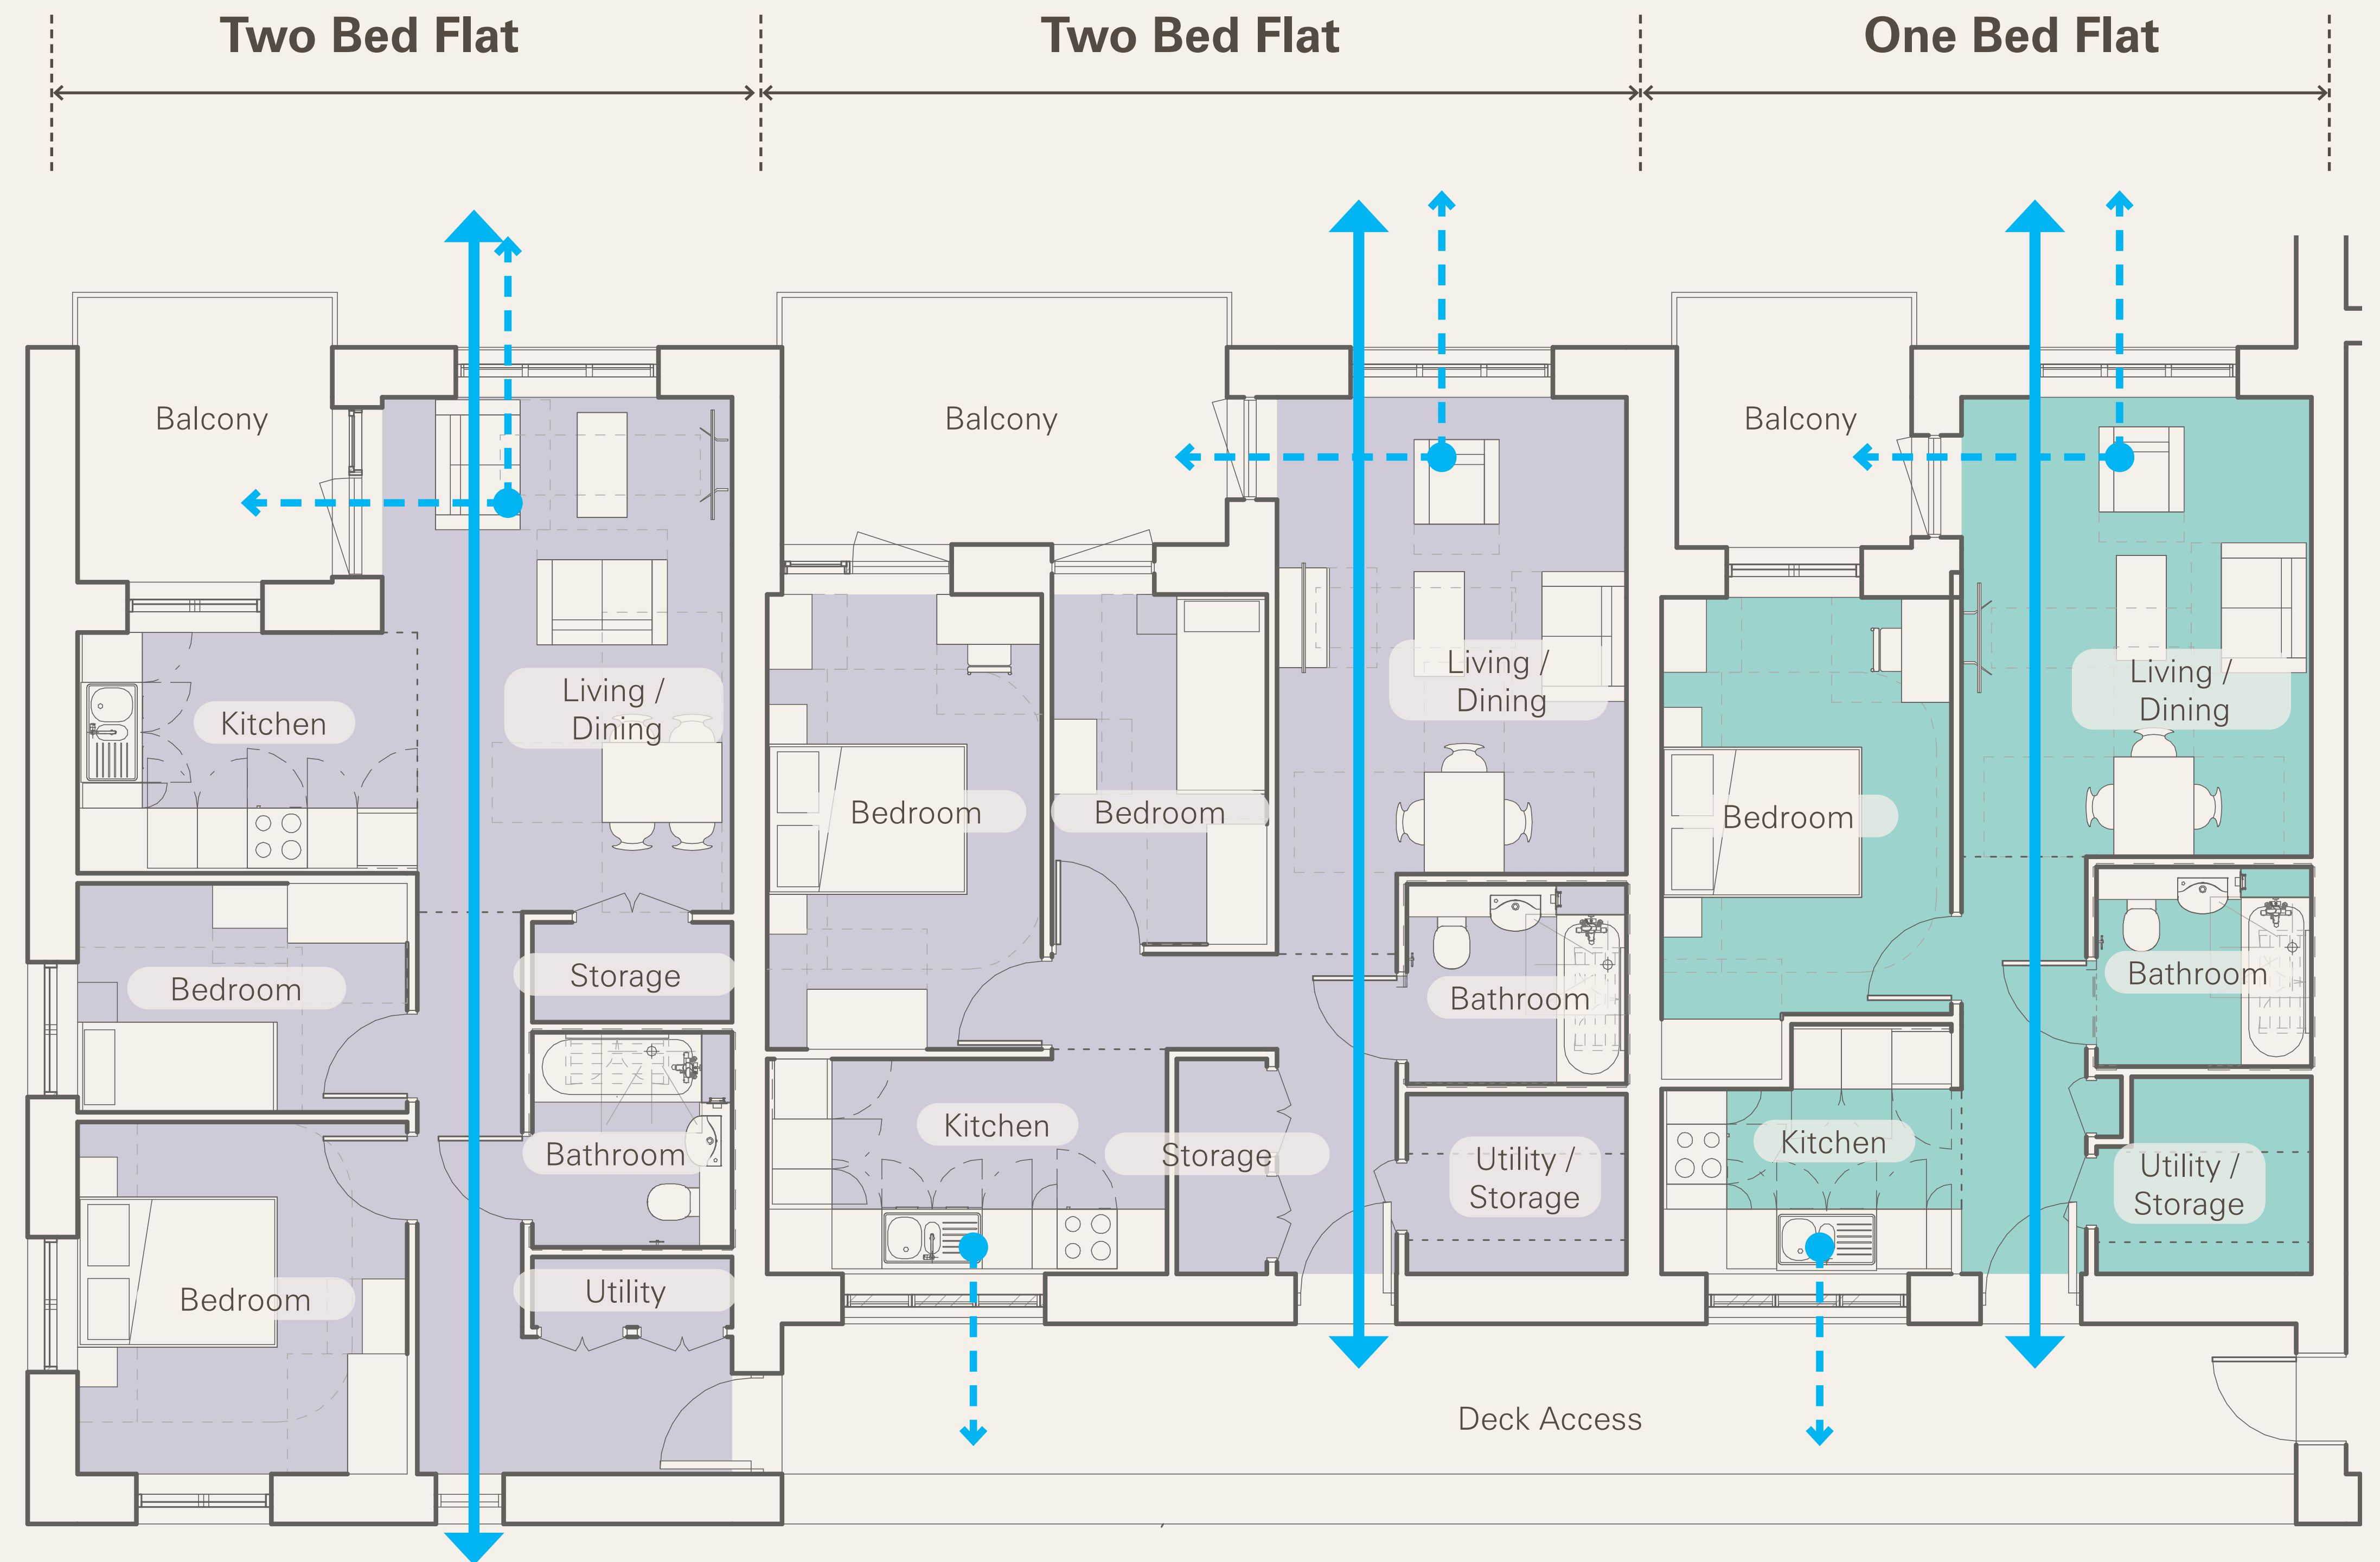 Two Bed Flat
Two Bed Flat
One Bed Flat
Balcony
Balcony
Balcony
Living /
Dining
Kitchen
Living /
Dining
Living /
Dining
Bedroom
Bedroom
Bedroom
Storage
Bedroom
Bathroom
Bathroom
Bathroom
Kitchen
Storage
Utility /
Storage
Kitchen
Utility /
Storage
Bedroom
Utility
Deck Access